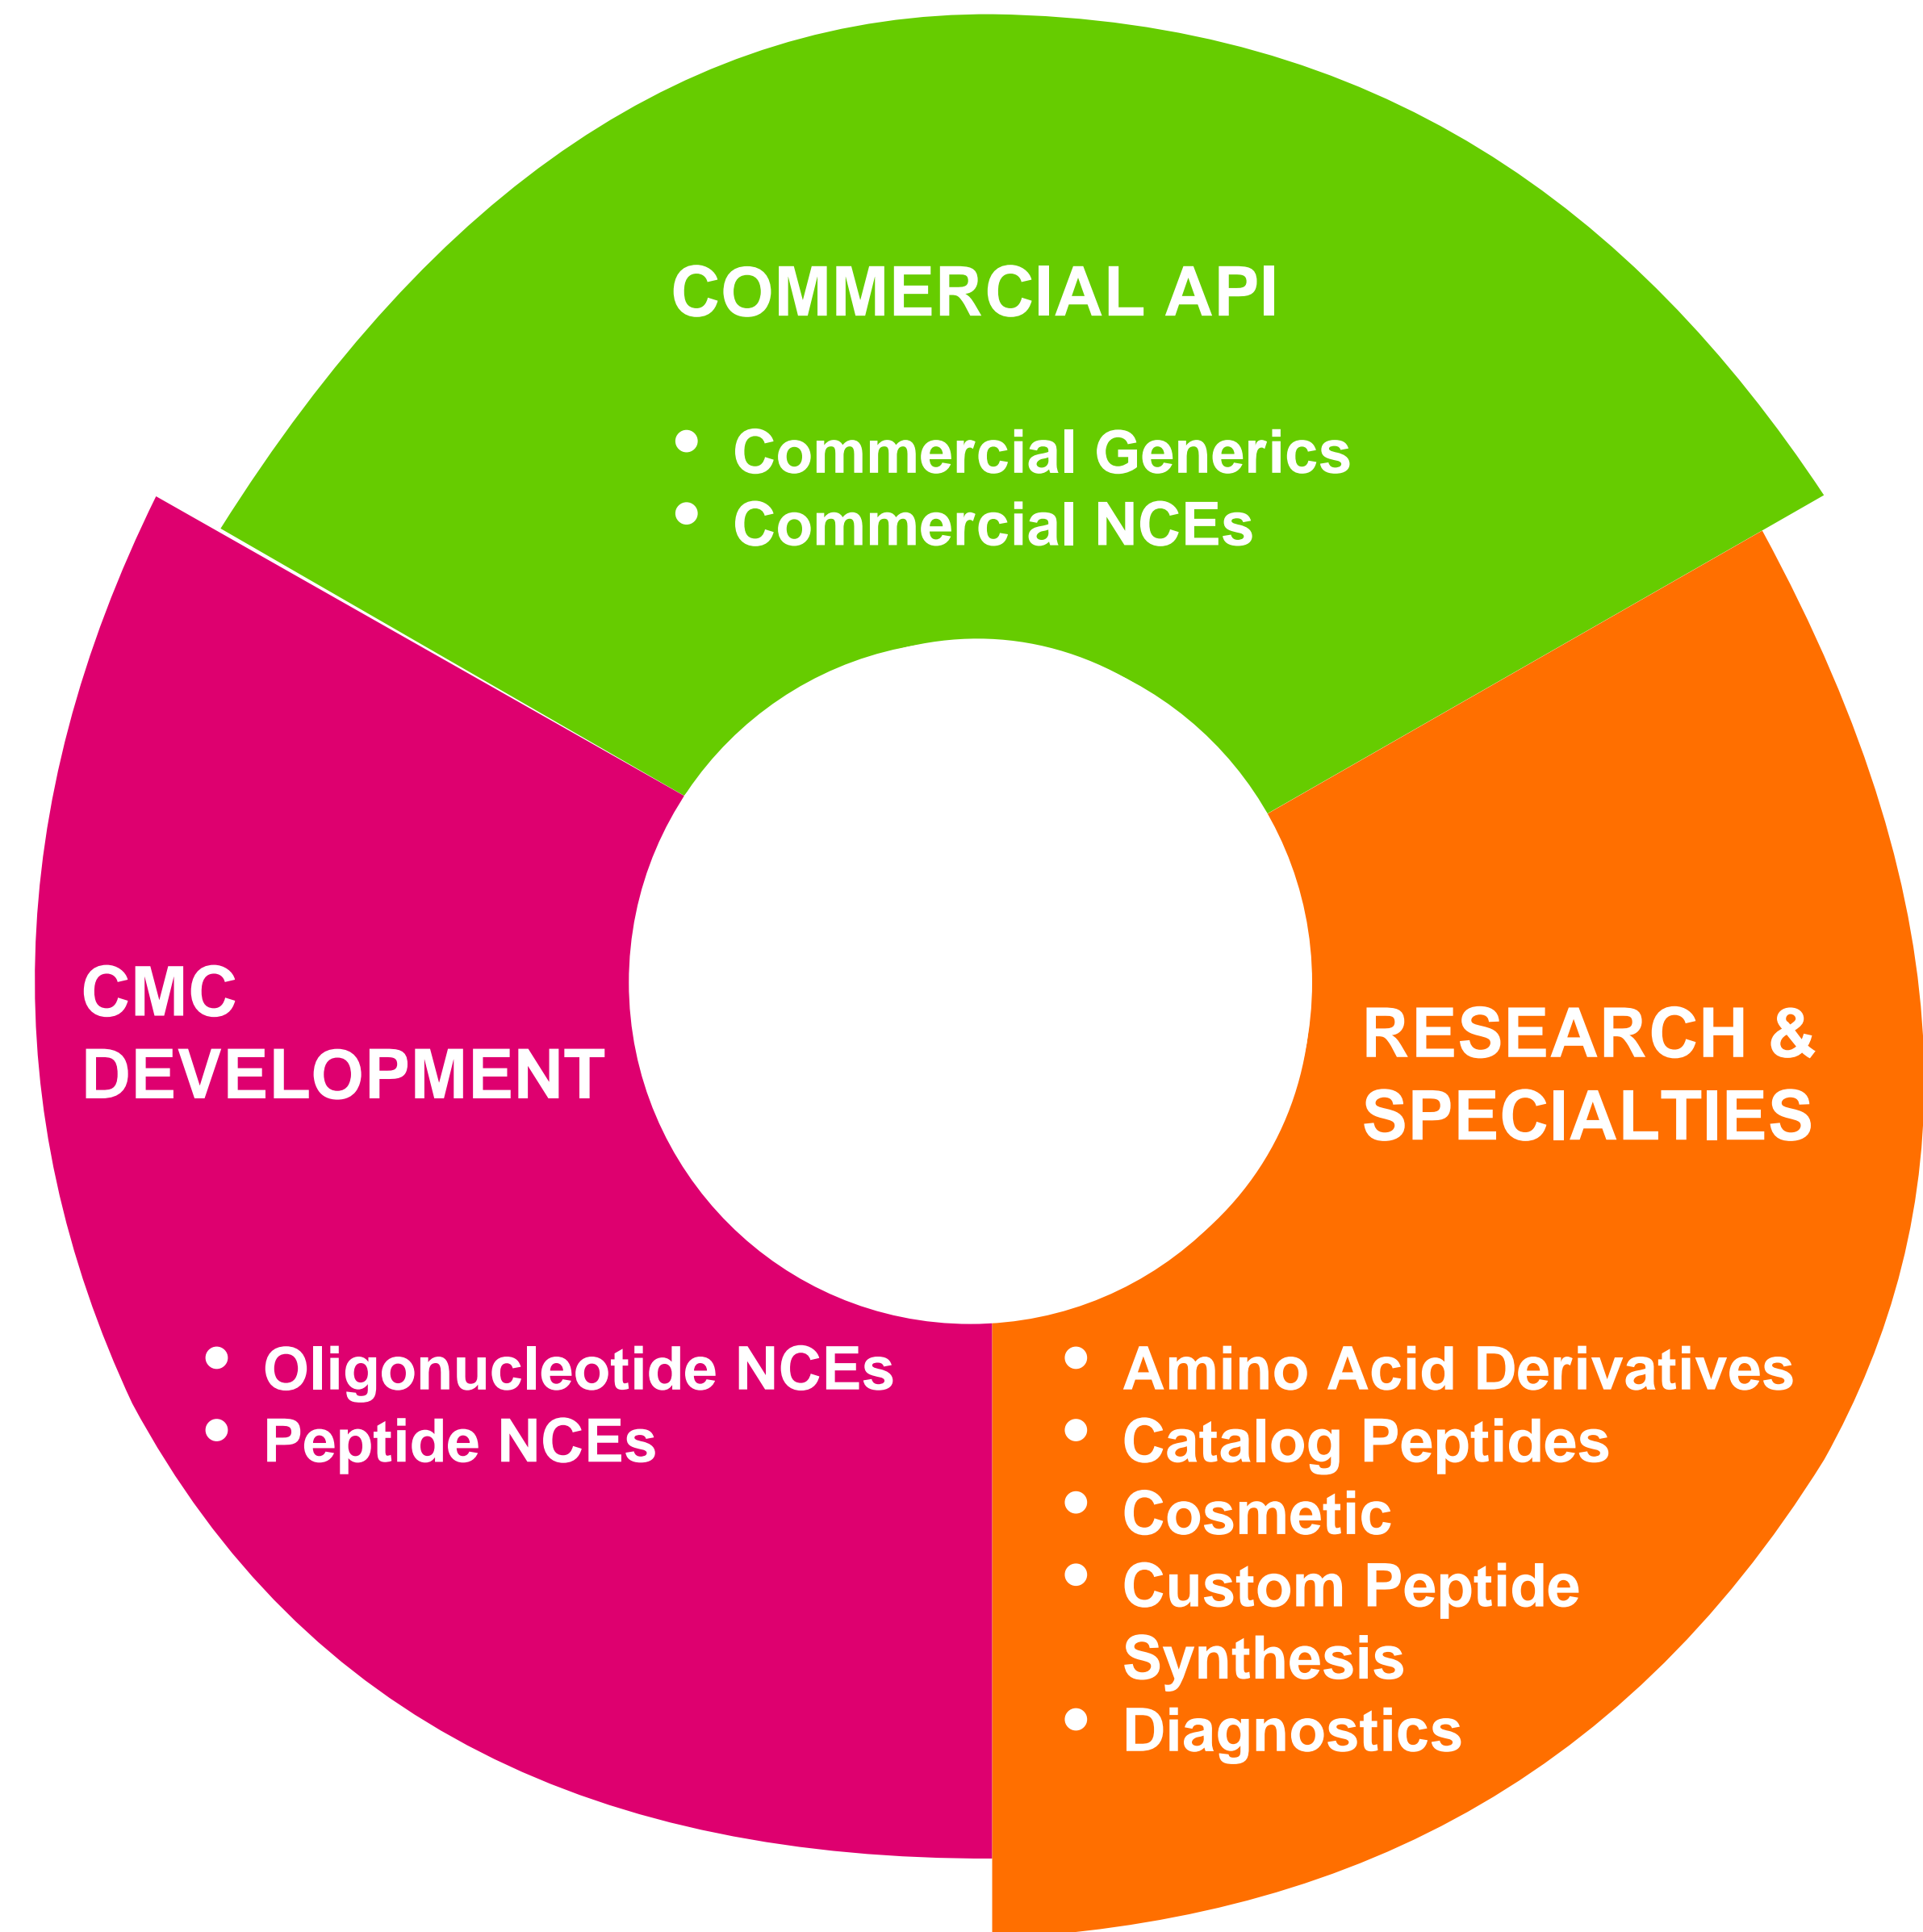 COMMERCIAL API
• Commercial Generics
• Commercial NCEs
CMC
DEVELOPMENT
• Oligonucleotide NCEs
• Peptide NCEs
RESEARCH &
SPECIALTIES
• Amino Acid Derivatives
• Catalog Peptides
• Cosmetic
• Custom Peptide
Synthesis
• Diagnostics